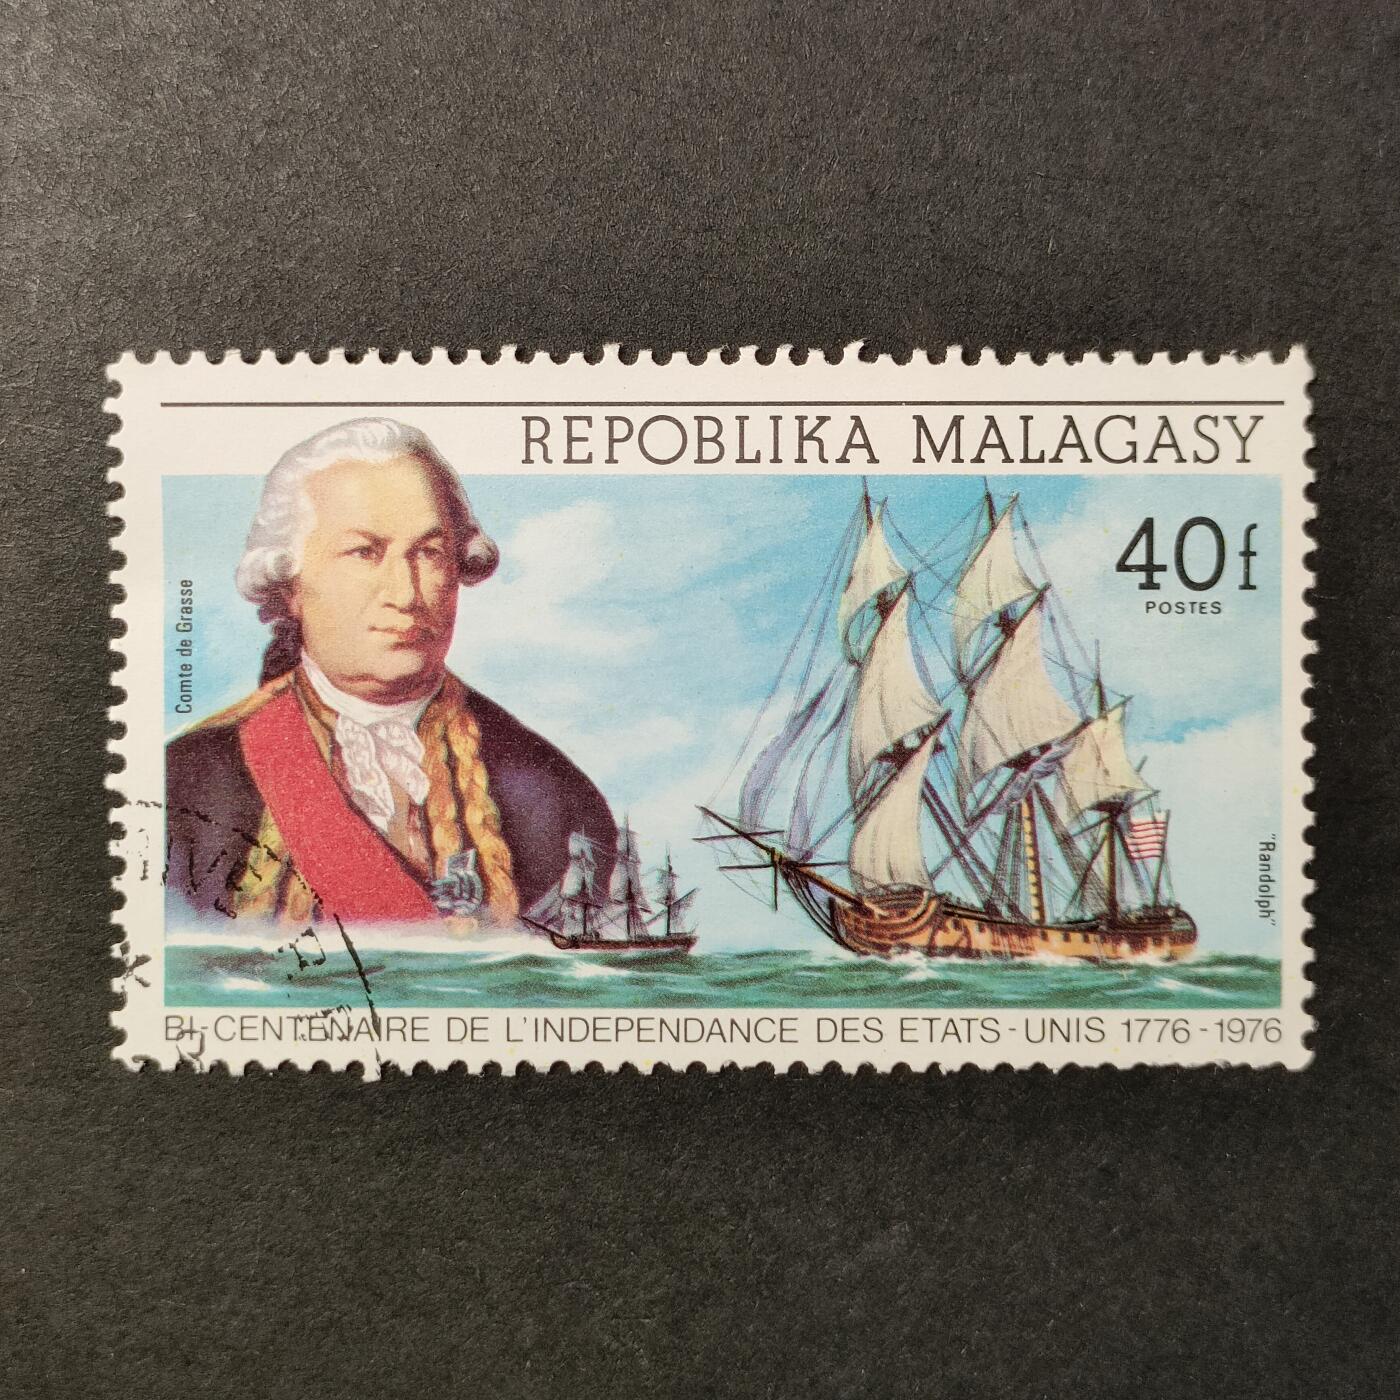 REPOBLIKA MALAGASY
40f
POSTES
Comte de Grasse
"Randolph"
BI-CENTENAIRE DE L'INDEPENDANCE DES ETATS-UNIS 1776-1976